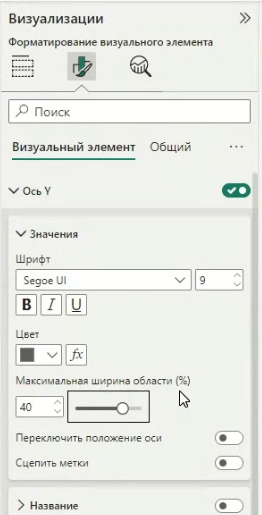 Визуализации
Форматирование визуального элемента
Поиск
Визуальный элемент Общий ...
Ось Y
Значения
Шрифт
Segoe UI 9
B I U
Цвет
fx
Максимальная ширина области (%)
40
Переключить положение оси
Сцепить метки
Название